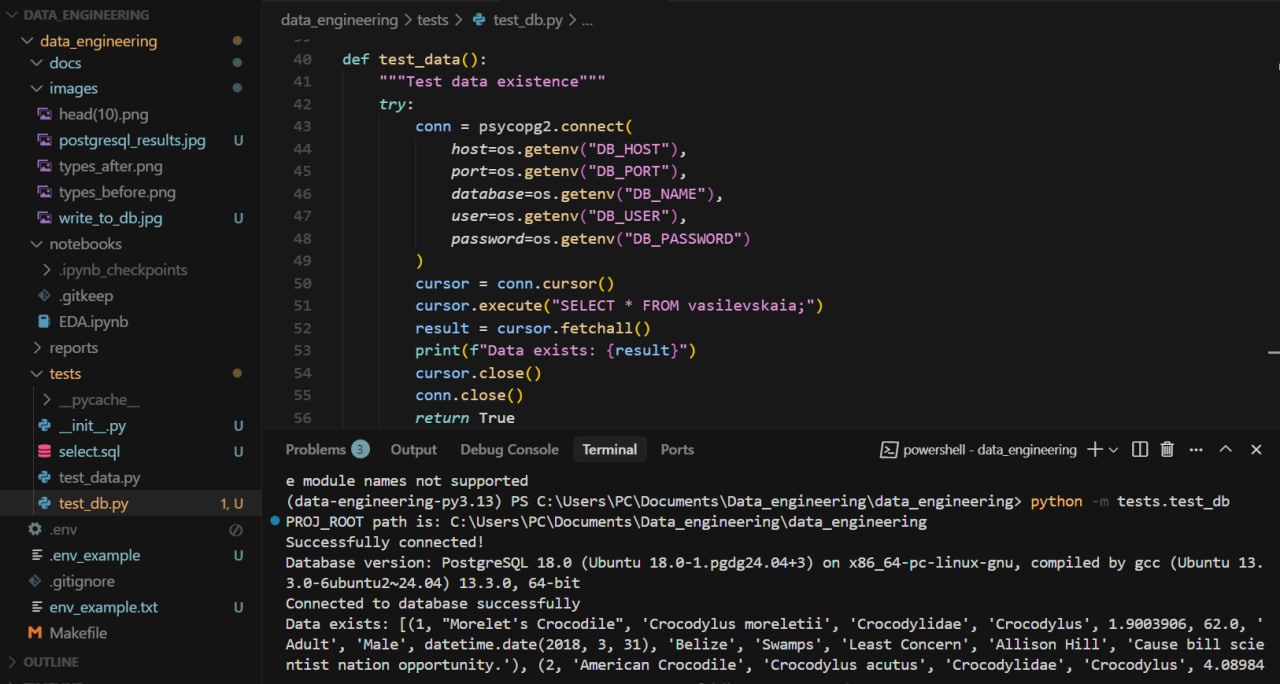 DATA_ENGINEERING
data_engineering
docs
images
head(10).png
postgresql_results.jpg U
types_after.png
types_before.png
write_to_db.jpg U
notebooks
.ipynb_checkpoints
.gitkeep
EDA.ipynb
reports
tests
__pycache__
__init__.py U
select.sql U
test_data.py
test_db.py 1, U
.env
.env_example U
.gitignore
env_example.txt U
Makefile
OUTLINE
data_engineering > tests > test_db.py > ...
40 def test_data():
41 """Test data existence"""
42 try:
43 conn = psycopg2.connect(
44 host=os.getenv("DB_HOST"),
45 port=os.getenv("DB_PORT"),
46 database=os.getenv("DB_NAME"),
47 user=os.getenv("DB_USER"),
48 password=os.getenv("DB_PASSWORD")
49 )
50 cursor = conn.cursor()
51 cursor.execute("SELECT * FROM vasilevskaia;")
52 result = cursor.fetchall()
53 print(f"Data exists: {result}")
54 cursor.close()
55 conn.close()
56 return True
Problems 3 Output Debug Console Terminal Ports powershell - data_engineering
e module names not supported
(data-engineering-py3.13) PS C:\Users\PC\Documents\Data_engineering\data_engineering> python -m tests.test_db
PROJ_ROOT path is: C:\Users\PC\Documents\Data_engineering\data_engineering
Successfully connected!
Database version: PostgreSQL 18.0 (Ubuntu 18.0-1.pgdg24.04+3) on x86_64-pc-linux-gnu, compiled by gcc (Ubuntu 13.
3.0-6ubuntu2~24.04) 13.3.0, 64-bit
Connected to database successfully
Data exists: [(1, "Morelet's Crocodile", 'Crocodylus moreletii', 'Crocodylidae', 'Crocodylus', 1.9003906, 62.0, '
Adult', 'Male', datetime.date(2018, 3, 31), 'Belize', 'Swamps', 'Least Concern', 'Allison Hill', 'Cause bill scie
ntist nation opportunity.'), (2, 'American Crocodile', 'Crocodylus acutus', 'Crocodylidae', 'Crocodylus', 4.08984